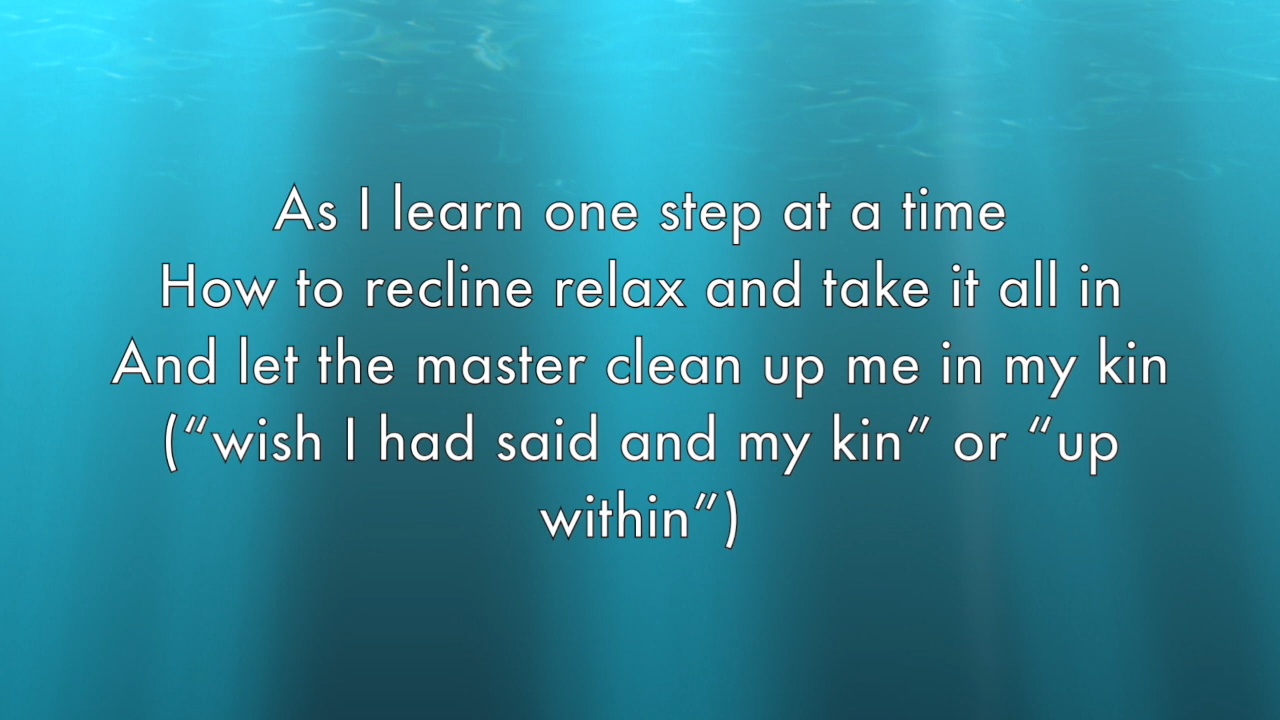 As I learn one step at a time
How to recline relax and take it all in
And let the master clean up me in my kin
(“wish I had said and my kin” or “up
within”)